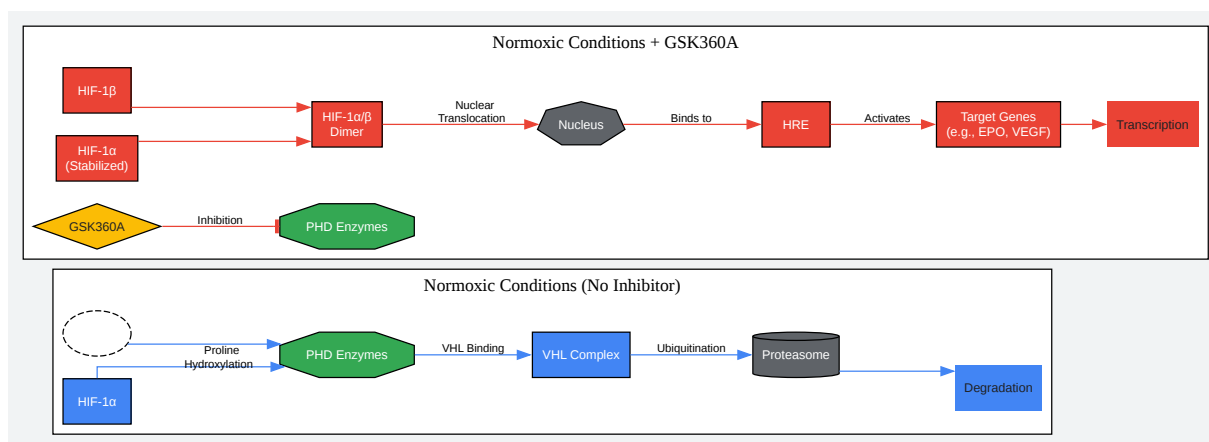 Normoxic Conditions + GSK360A
HIF-1β
HIF-1α
(Stabilized)
HIF-1α/β
Dimer
Nuclear
Translocation
Nucleus
Binds to
HRE
Activates
Target Genes
(e.g., EPO, VEGF)
Transcription
GSK360A
Inhibition
PHD Enzymes
Normoxic Conditions (No Inhibitor)
Proline
Hydroxylation
HIF-1α
PHD Enzymes
VHL Binding
VHL Complex
Ubiquitination
Proteasome
Degradation